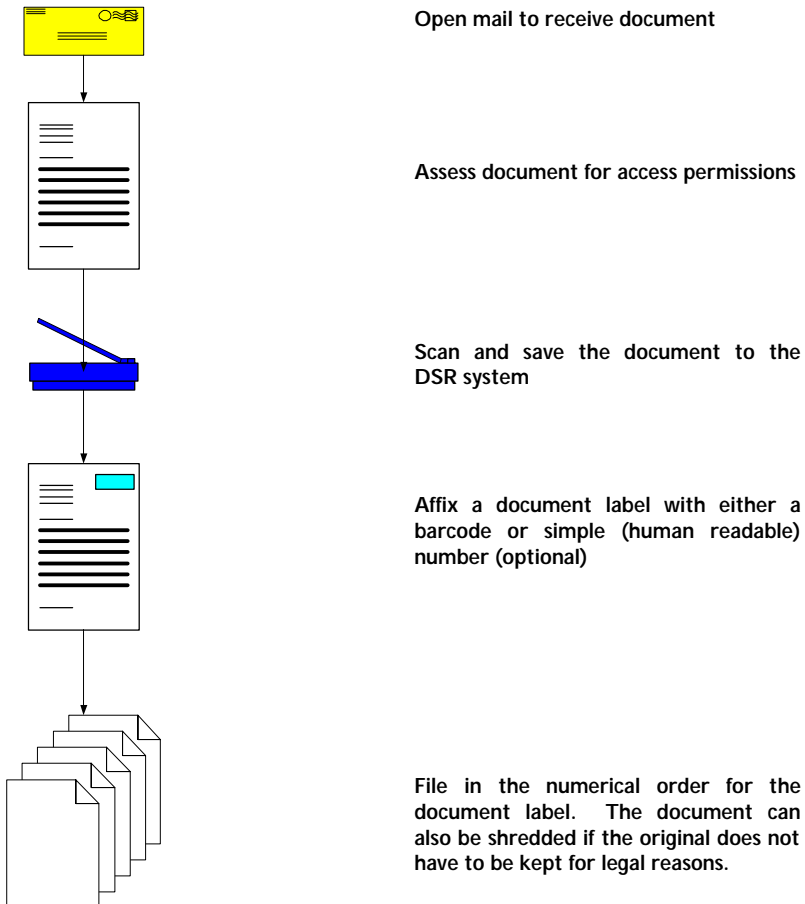 Open mail to receive document
Assess document for access permissions
Scan and save the document to the
DSR system
Affix a document label with either a
barcode or simple (human readable)
number (optional)
File in the numerical order for the
document label. The document can
also be shredded if the original does not
have to be kept for legal reasons.